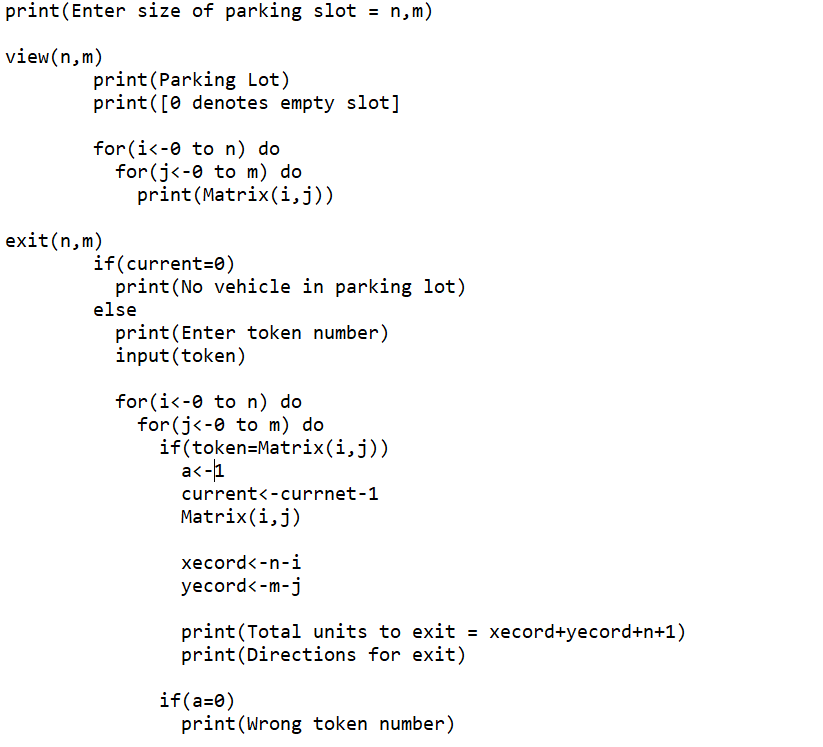 print(Enter size of parking slot = n,m)
view(n,m)
print(Parking Lot)
print([0 denotes empty slot]
for(i<-0 to n) do
for(j<-0 to m) do
print(Matrix(i,j))
exit(n,m)
if(current=0)
print(No vehicle in parking lot)
else
print(Enter token number)
input(token)
for(i<-0 to n) do
for(j<-0 to m) do
if(token=Matrix(i,j))
a<-1
current<-currnet-1
Matrix(i,j)
xecord<-n-i
yecord<-m-j
print(Total units to exit = xecord+yecord+n+1)
print(Directions for exit)
if(a=0)
print(Wrong token number)